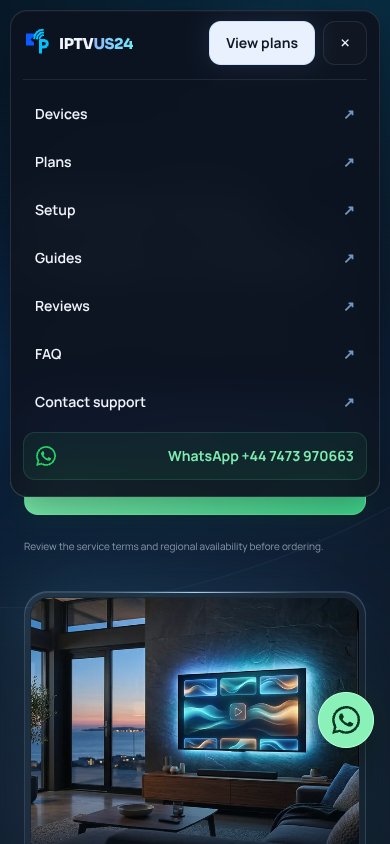 IPTVUS24
View plans
×
Devices ↗
Plans ↗
Setup ↗
Guides ↗
Reviews ↗
FAQ ↗
Contact support ↗
WhatsApp +44 7473 970663
Review the service terms and regional availability before ordering.